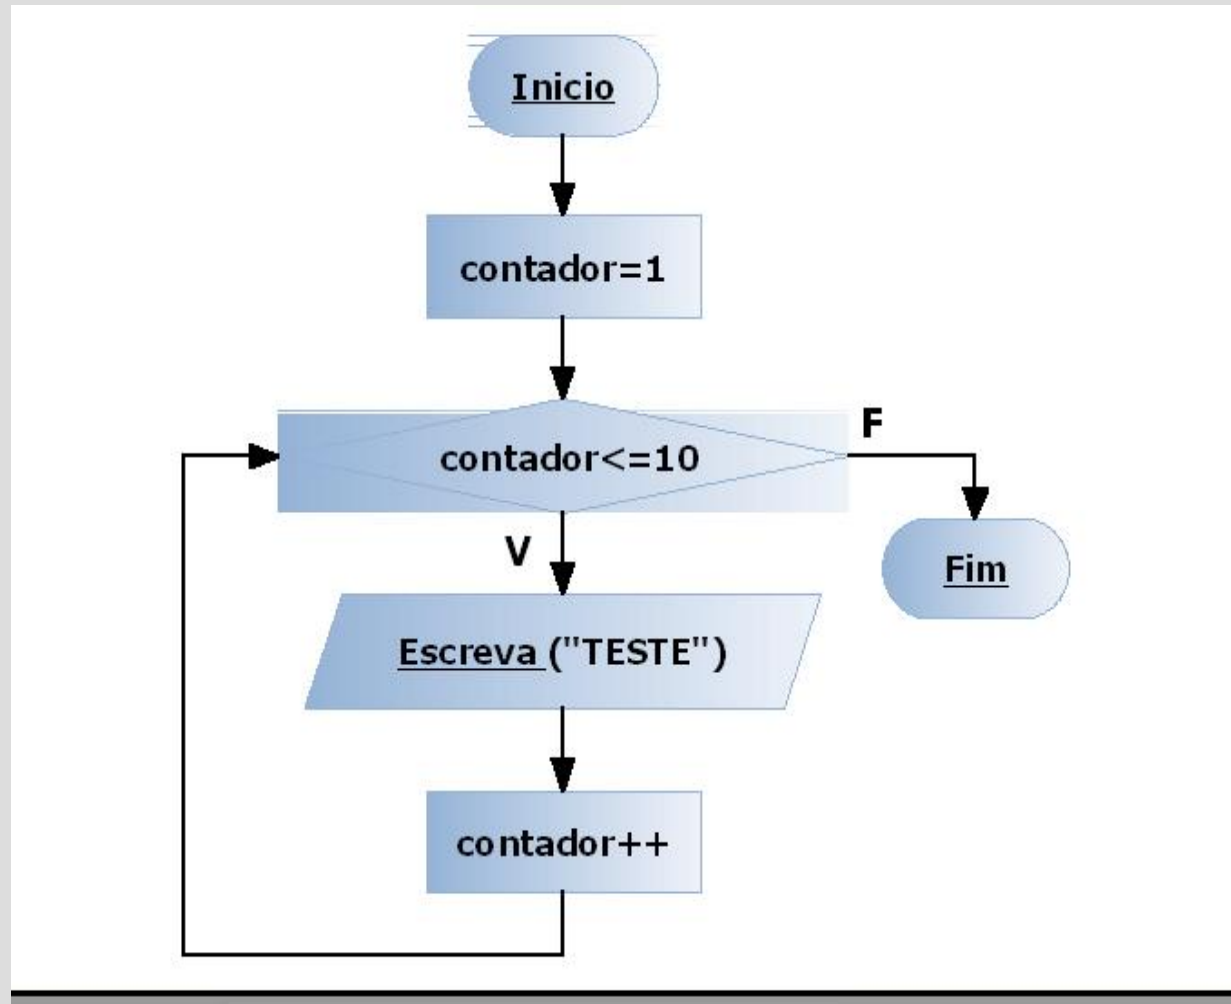 Inicio
contador=1
contador<=10
F
V
Fim
Escreva ("TESTE")
contador++